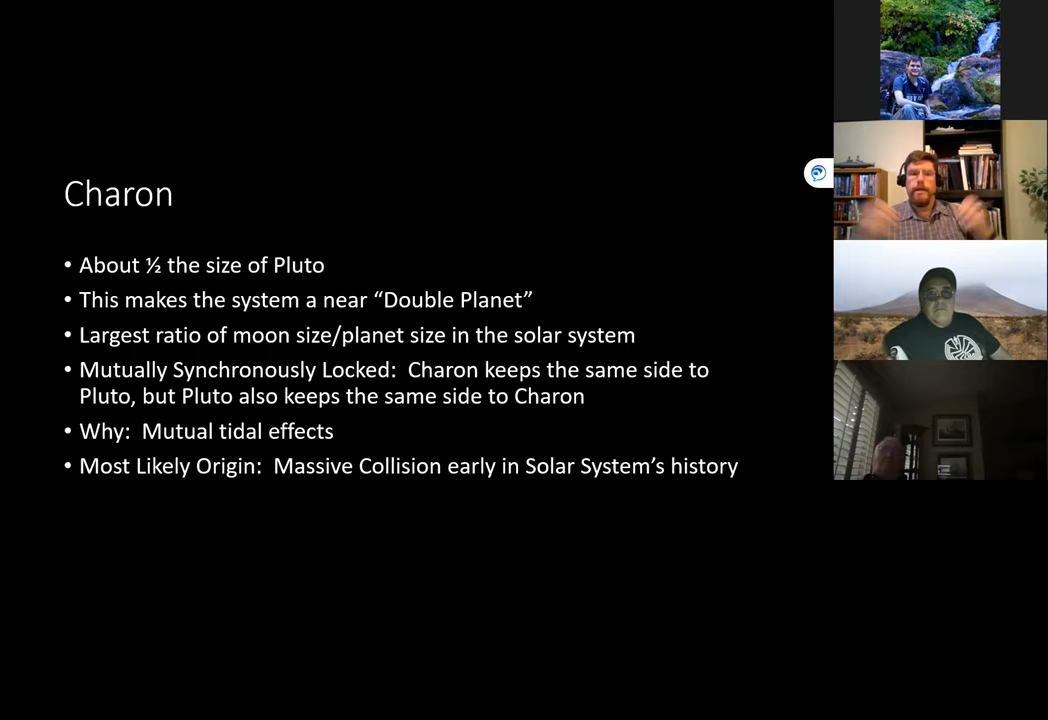 Charon
• About ½ the size of Pluto
• This makes the system a near “Double Planet”
• Largest ratio of moon size/planet size in the solar system
• Mutually Synchronously Locked:  Charon keeps the same side to
Pluto, but Pluto also keeps the same side to Charon
• Why:  Mutual tidal effects
• Most Likely Origin:  Massive Collision early in Solar System’s history